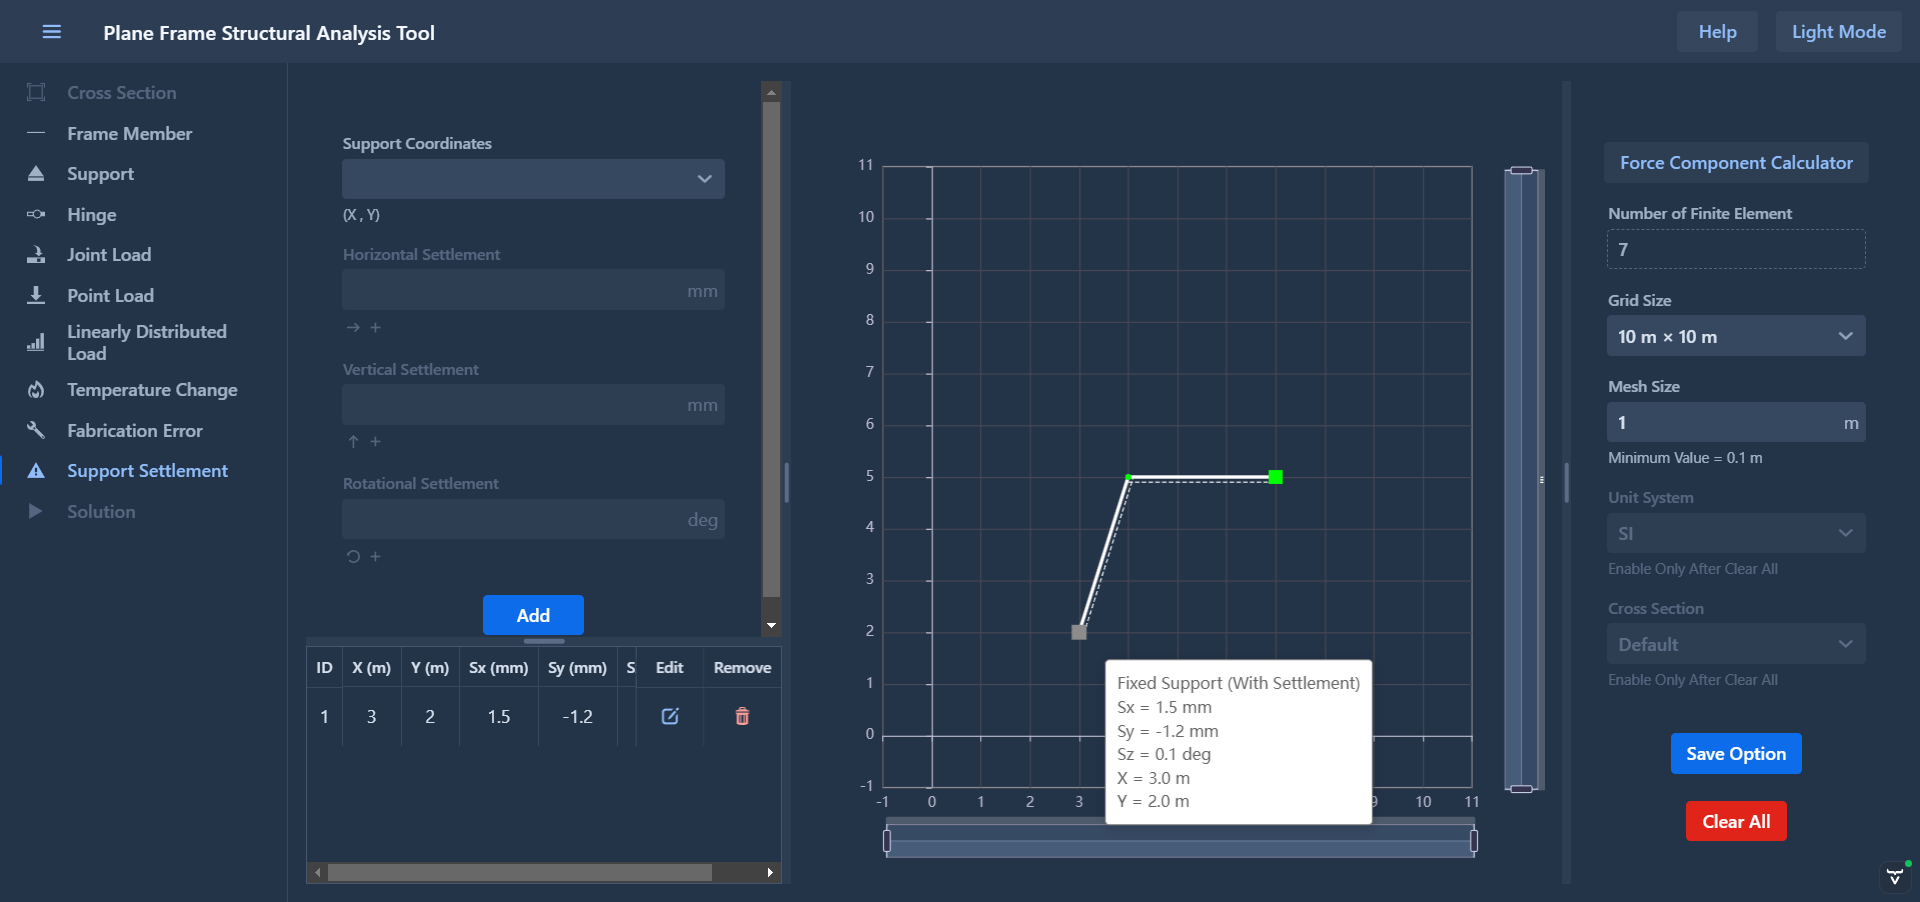 Plane Frame Structural Analysis Tool
Help
Light Mode
Cross Section
Frame Member
Support
Hinge
Joint Load
Point Load
Linearly Distributed
Load
Temperature Change
Fabrication Error
Support Settlement
Solution
Support Coordinates
(X , Y)
Horizontal Settlement
mm
→ +
Vertical Settlement
mm
↑ +
Rotational Settlement
deg
+
Add
ID X (m) Y (m) Sx (mm) Sy (mm) S Edit Remove
1 3 2 1.5 -1.2
11
10
9
8
7
6
5
4
3
2
1
0
-1
-1 0 1 2 3 9 10 11
Fixed Support (With Settlement)
Sx = 1.5 mm
Sy = -1.2 mm
Sz = 0.1 deg
X = 3.0 m
Y = 2.0 m
Force Component Calculator
Number of Finite Element
7
Grid Size
10 m × 10 m
Mesh Size
1 m
Minimum Value = 0.1 m
Unit System
SI
Enable Only After Clear All
Cross Section
Default
Enable Only After Clear All
Save Option
Clear All